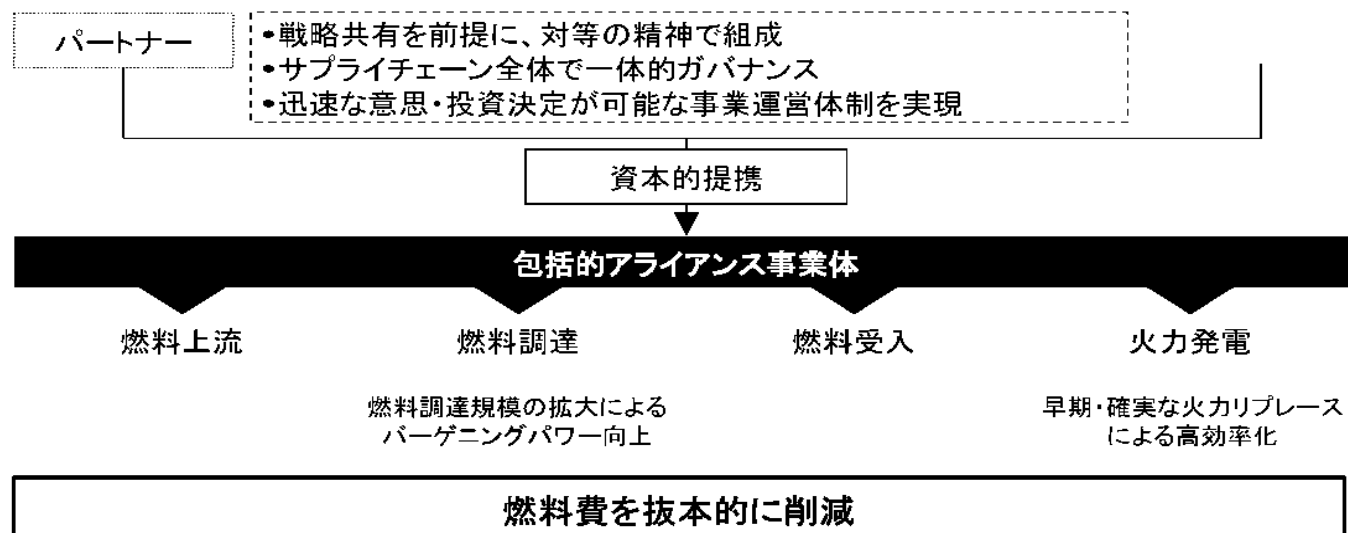 パートナー
•戦略共有を前提に、対等の精神で組成
•サプライチェーン全体で一体的ガバナンス
•迅速な意思・投資決定が可能な事業運営体制を実現
資本的提携
包括的アライアンス事業体
燃料上流
燃料調達
燃料受入
火力発電
燃料調達規模の拡大による
バーゲニングパワー向上
早期・確実な火力リプレース
による高効率化
燃料費を抜本的に削減